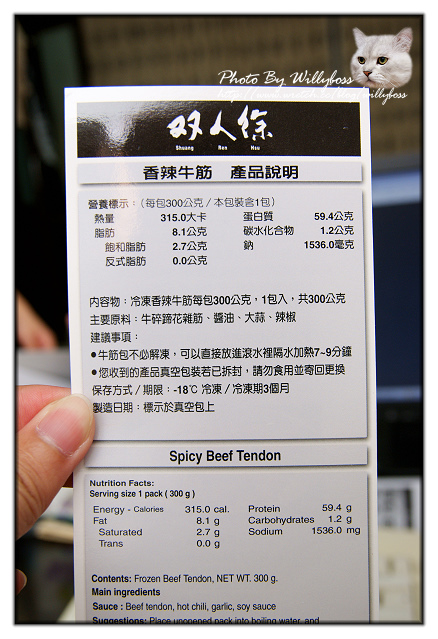 Photo By Willyboss
双人徐
Shuang Ren Hsu
香辣牛筋 產品說明
營養標示:(每包300公克/本包裝含1包)
熱量 315.0大卡 蛋白質 59.4公克
脂肪 8.1公克 碳水化合物 1.2公克
飽和脂肪 2.7公克 鈉 1536.0毫克
反式脂肪 0.0公克
內容物:冷凍香辣牛筋每包300公克,1包入,共300公克
主要原料:牛碎蹄花雜筋、醬油、大蒜、辣椒
建議事項:
●牛筋包不必解凍,可以直接放進滾水裡隔水加熱7~9分鐘
●您收到的產品真空包裝若已拆封,請勿食用並寄回更換
保存方式/期限:-18℃ 冷凍/冷凍期3個月
製造日期:標示於真空包上
Spicy Beef Tendon
Nutrition Facts:
Serving size 1 pack ( 300 g )
Energy - Calories 315.0 cal. Protein 59.4 g
Fat 8.1 g Carbohydrates 1.2 g
Saturated 2.7 g Sodium 1536.0 mg
Trans 0.0 g
Contents: Frozen Beef Tendon, NET WT. 300 g.
Main ingredients
Sauce : Beef tendon, hot chili, garlic, soy sauce
Suggestions: Place unopened pack into boiling water, and